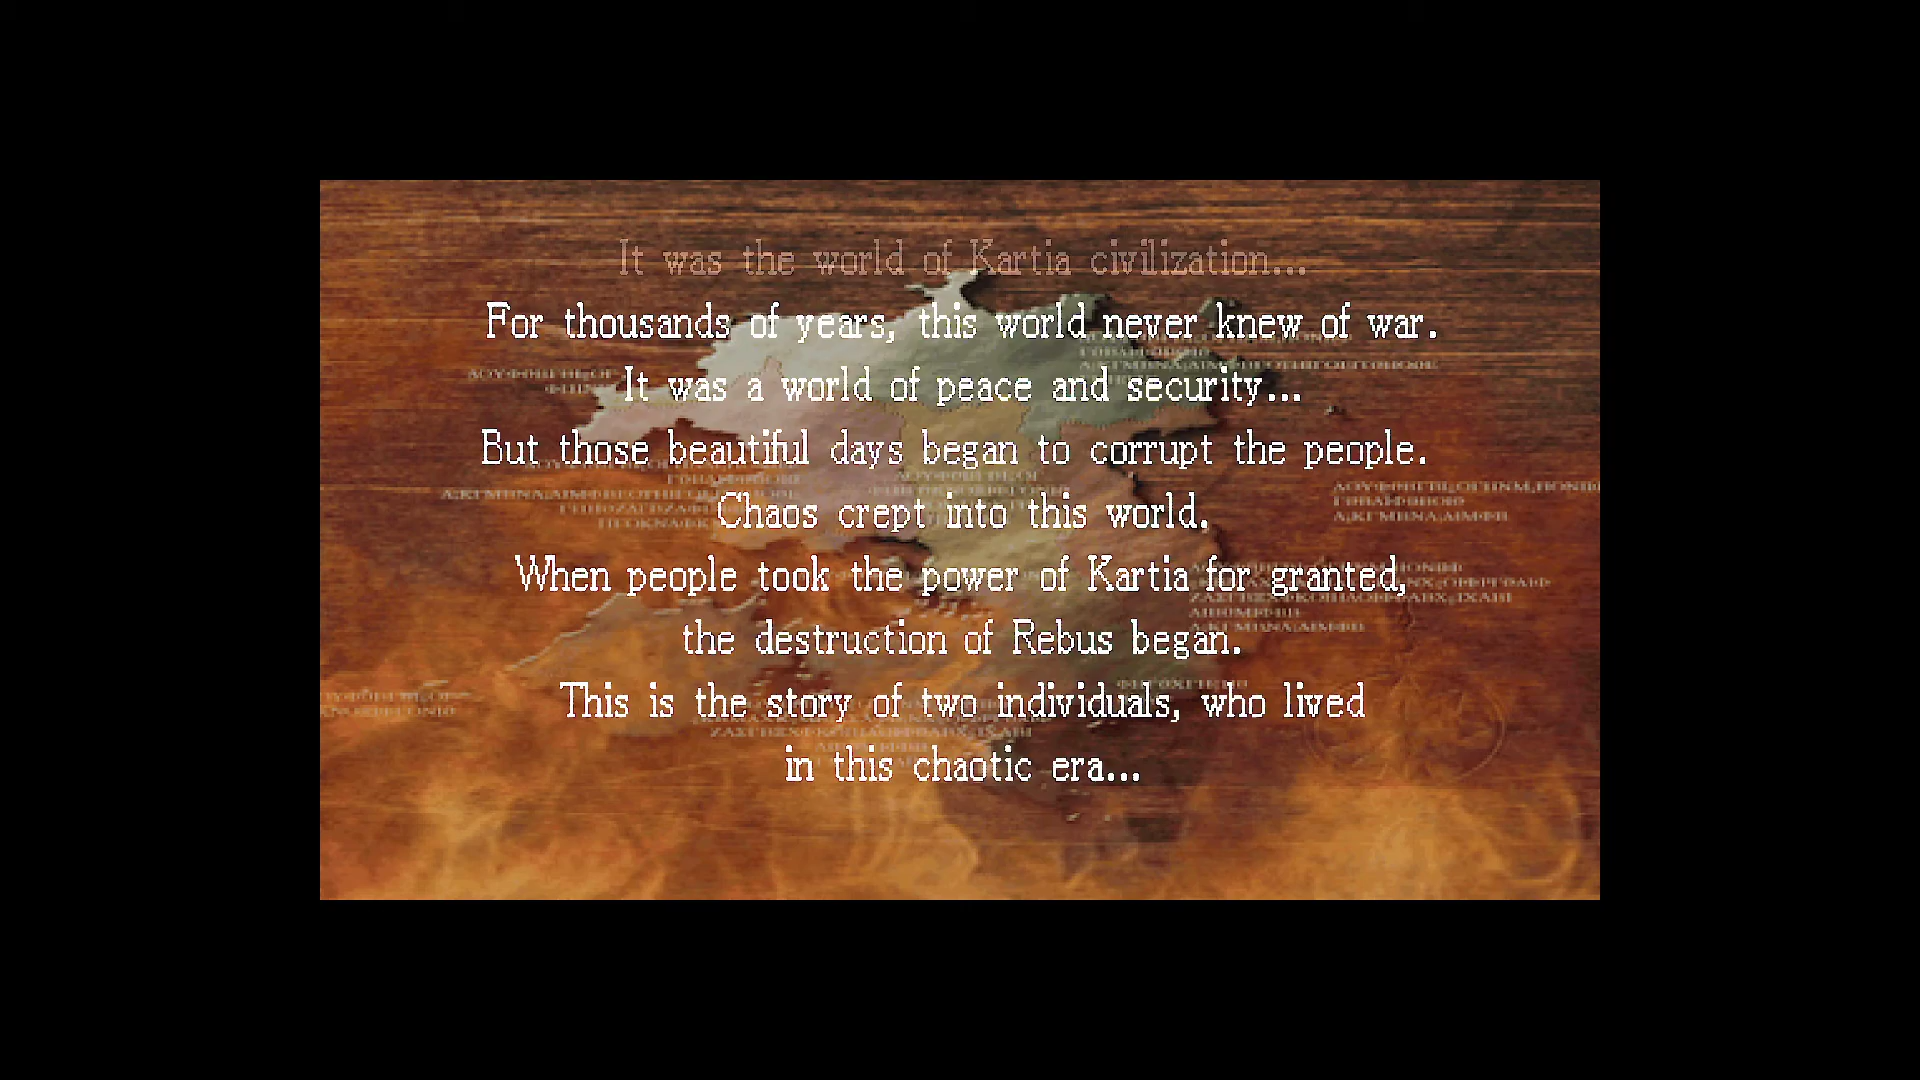 It was the world of Kartia civilization...
For thousands of years, this world never knew of war.
It was a world of peace and security...
But those beautiful days began to corrupt the people.
Chaos crept into this world.
When people took the power of Kartia for granted,
the destruction of Rebus began.
This is the story of two individuals, who lived
in this chaotic era...